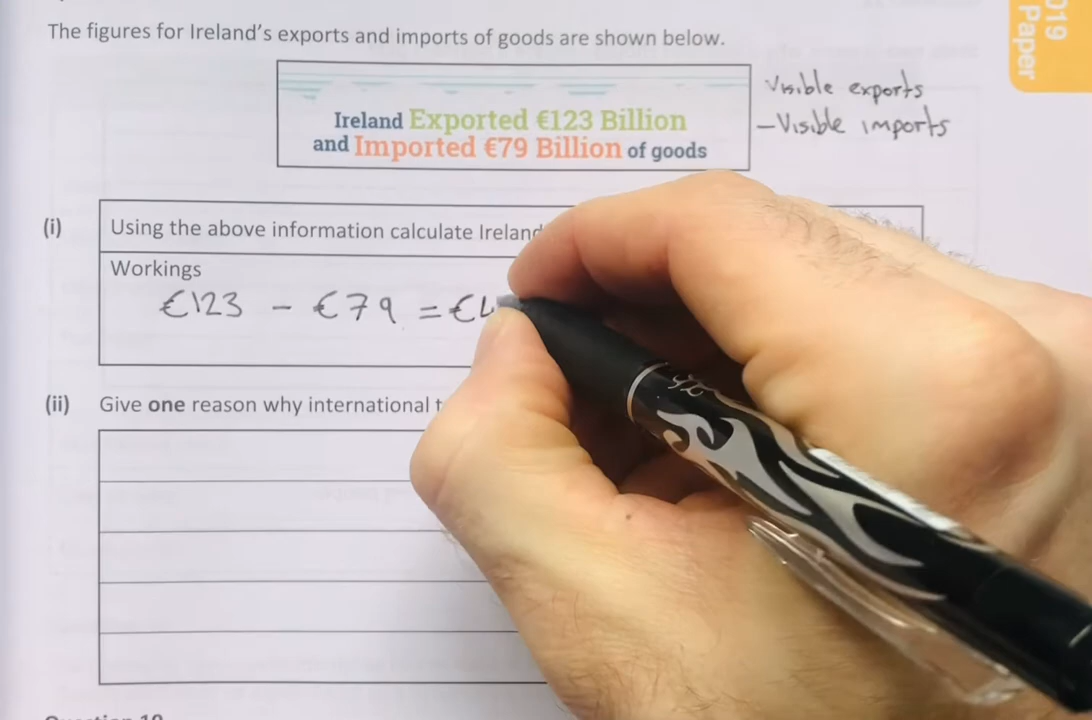 The figures for Ireland's exports and imports of goods are shown below.
019
Paper
Ireland Exported €123 Billion
and Imported €79 Billion of goods
Visible exports
-Visible imports
(i) Using the above information calculate Ireland
Workings
€123 - €79 = €4
(ii) Give one reason why international t